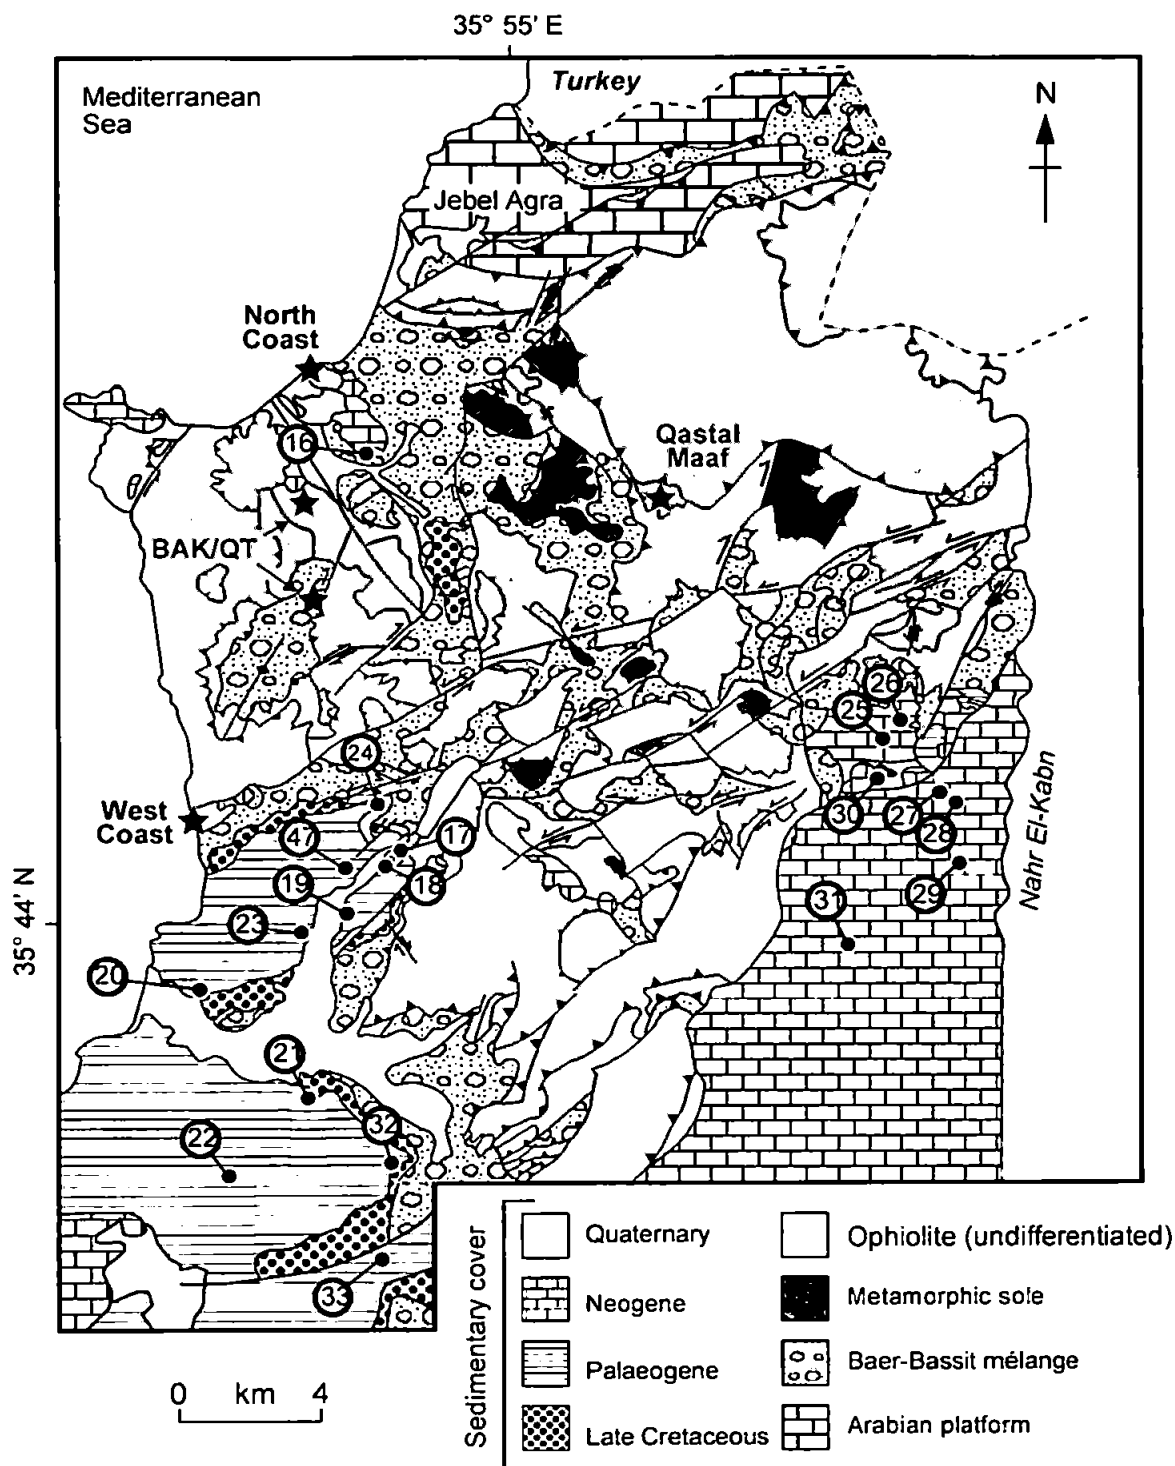 35° 55' E
Mediterranean
Sea
Turkey
N
Jebel Agra
North
Coast
16
Qastal
Maaf
BAK/QT
26
25
24
West
Coast
47
17
30
27
28
Nahr El-Kabn
19
18
31
29
35° 44' N
23
20
21
32
22
33
Sedimentary cover
Quaternary
Ophiolite (undifferentiated)
Neogene
Metamorphic sole
Palaeogene
Baer-Bassit mélange
Late Cretaceous
Arabian platform
0 km 4